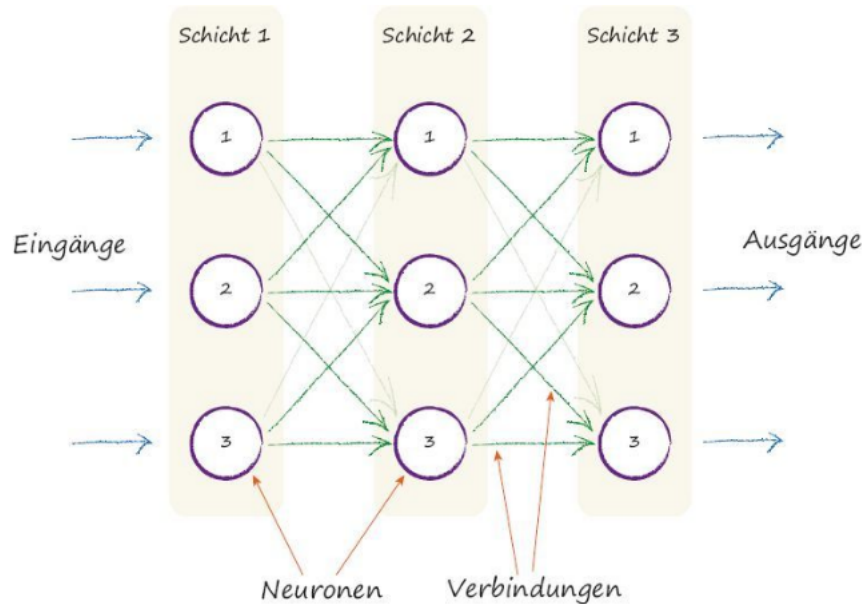 Schicht 1
Schicht 2
Schicht 3
1
1
1
Eingänge
2
2
2
Ausgänge
3
3
3
Neuronen
Verbindungen